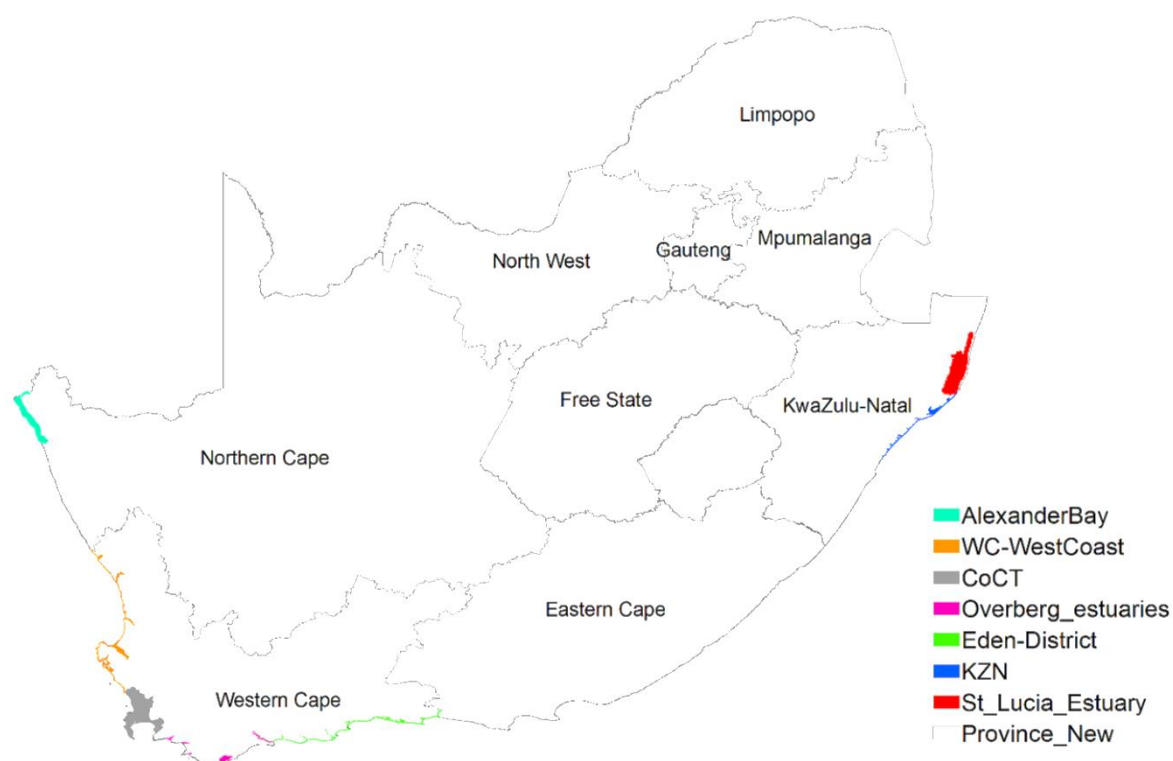 Limpopo
North West
Gauteng
Mpumalanga
Free State
KwaZulu-Natal
Northern Cape
Eastern Cape
Western Cape
AlexanderBay
WC-WestCoast
CoCT
Overberg_estuaries
Eden-District
KZN
St_Lucia_Estuary
Province_New